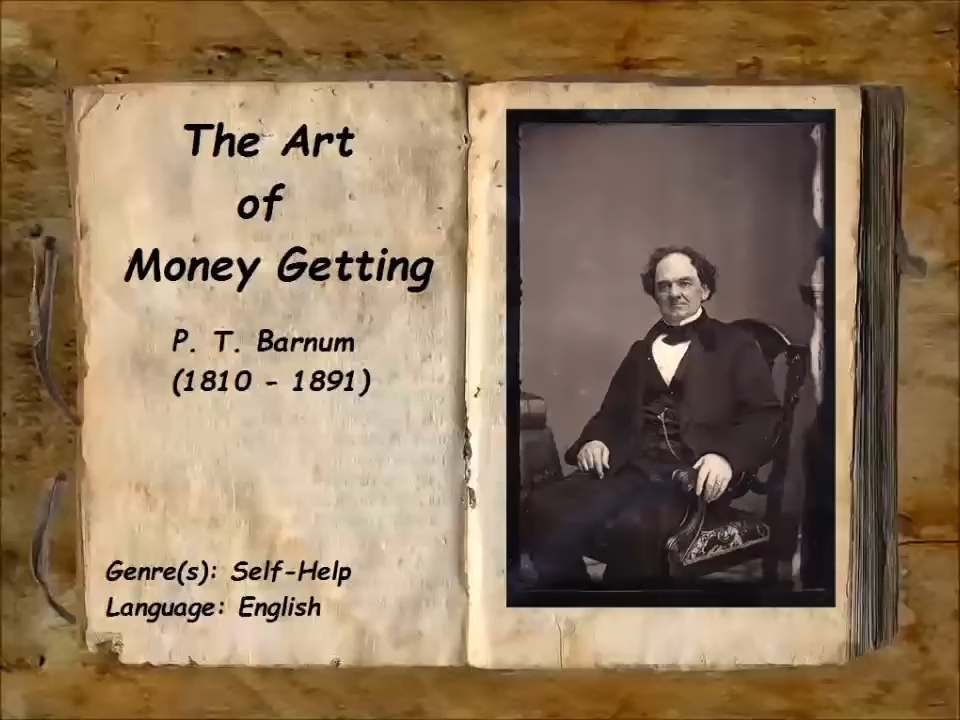 The Art
of
Money Getting
P. T. Barnum
(1810 - 1891)
Genre(s): Self-Help
Language: English